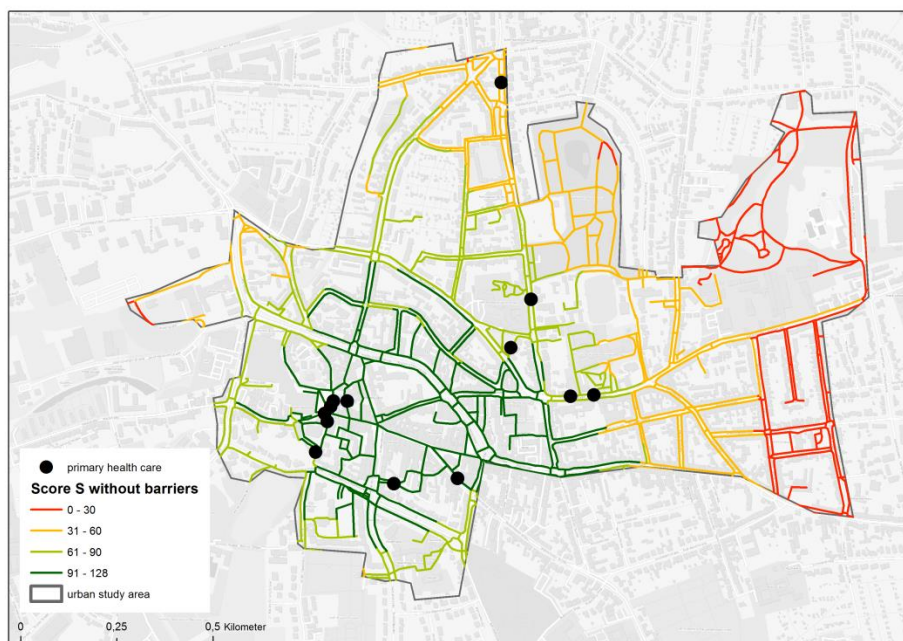 primary health care
Score S without barriers
0 - 30
31 - 60
61 - 90
91 - 128
urban study area
0 0,25 0,5 Kilometer